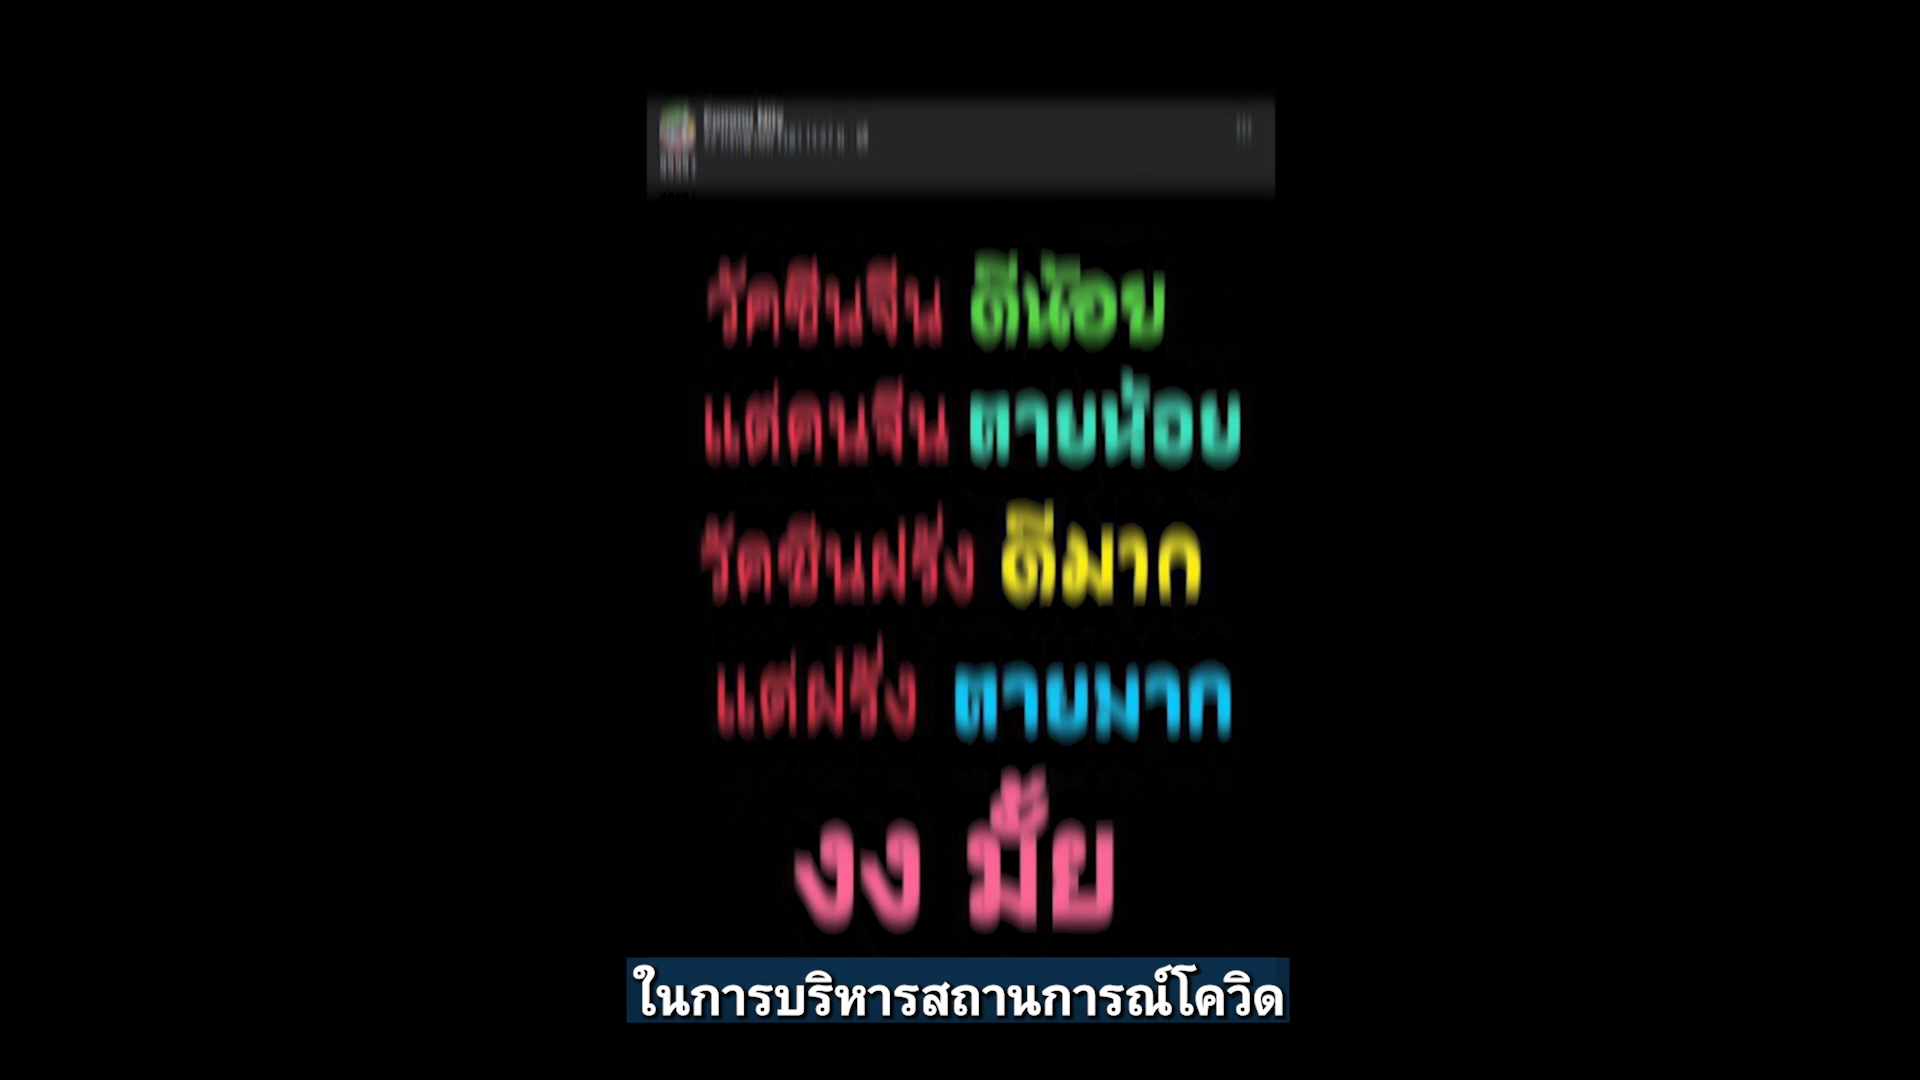 วัคซีนจีน ดีน้อย
แต่คนจีน ตายน้อย
วัคซีนฝรั่ง ดีมาก
แต่ฝรั่ง ตายมาก
งง มั้ย
ในการบริหารสถานการณ์โควิด